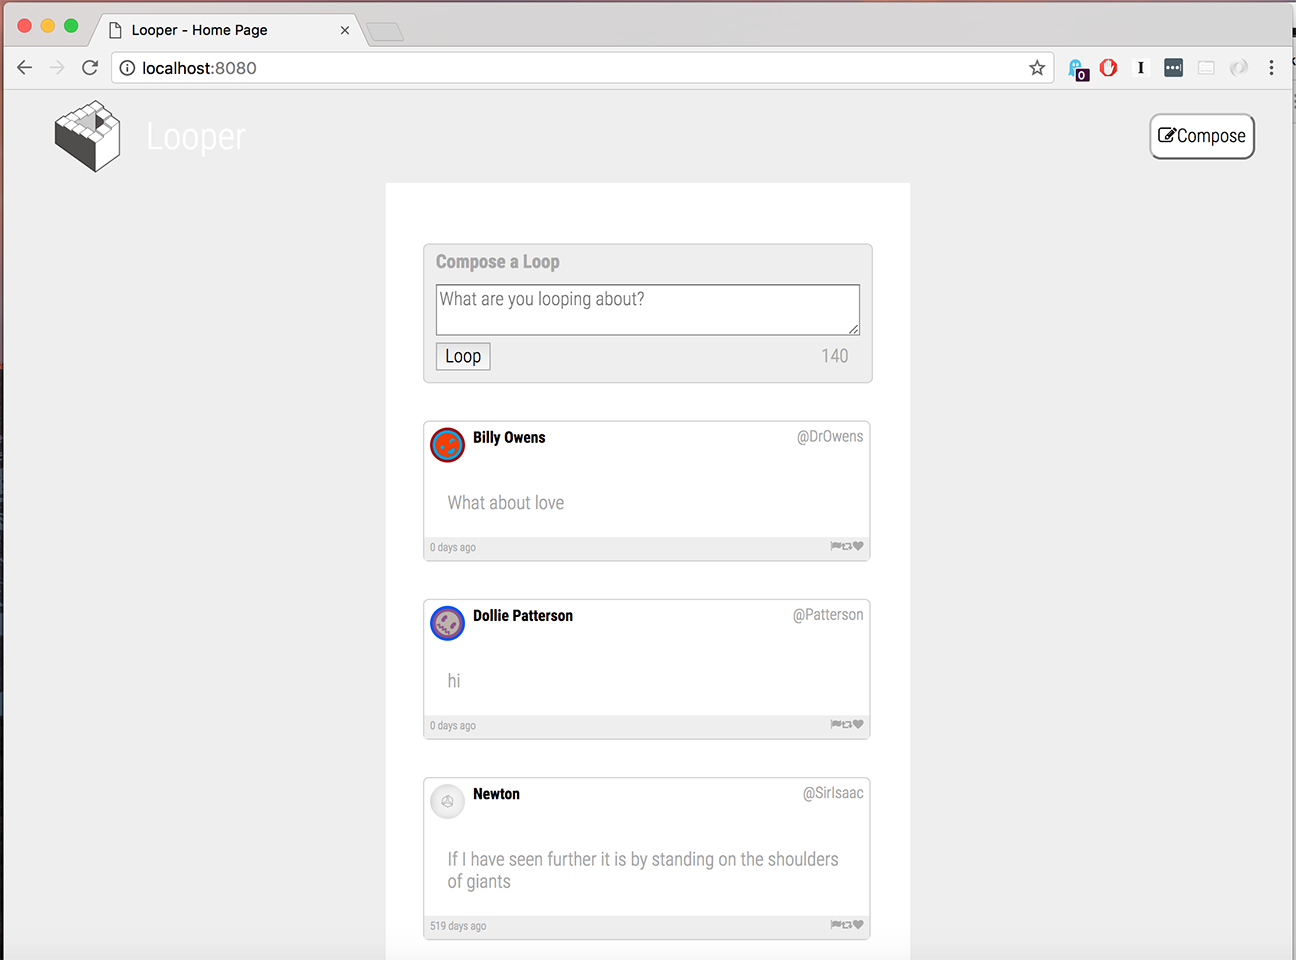 Looper - Home Page
localhost:8080
0
I
Looper
Compose
Compose a Loop
What are you looping about?
Loop
140
Billy Owens
@DrOwens
What about love
0 days ago
Dollie Patterson
@Patterson
hi
0 days ago
Newton
@SirIsaac
If I have seen further it is by standing on the shoulders
of giants
519 days ago